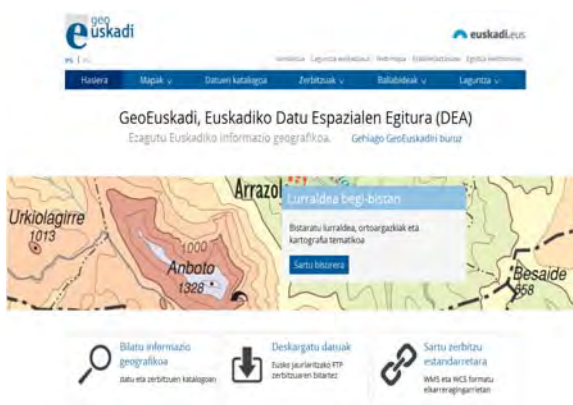 geo
euskadi
euskadi.eus
es | eu
Hasiera Mapak Datuen katalogoa Zerbitzuak Baliabideak Laguntza
GeoEuskadi, Euskadiko Datu Espazialen Egitura (DEA)
Ezagutu Euskadiko informazio geografikoa. Gehiago GeoEuskadiri buruz
Arrazol
Lurraldea begi-bistan
Urkiolagirre
1013
Bistaratu lurraldea, ortoargazkiak eta
kartografia tematikoa
1000
Anboto
1328
Sartu bisorera
Besaide
658
Bilatu informazio
geografikoa
datu eta zerbitzuen katalogoan
Deskargatu datuak
Eusko Jaurlaritzako FTP
zerbitzuaren bitartez
Sartu zerbitzu
estandarretara
WMS eta WCS formatu
elkarreragingarrietan